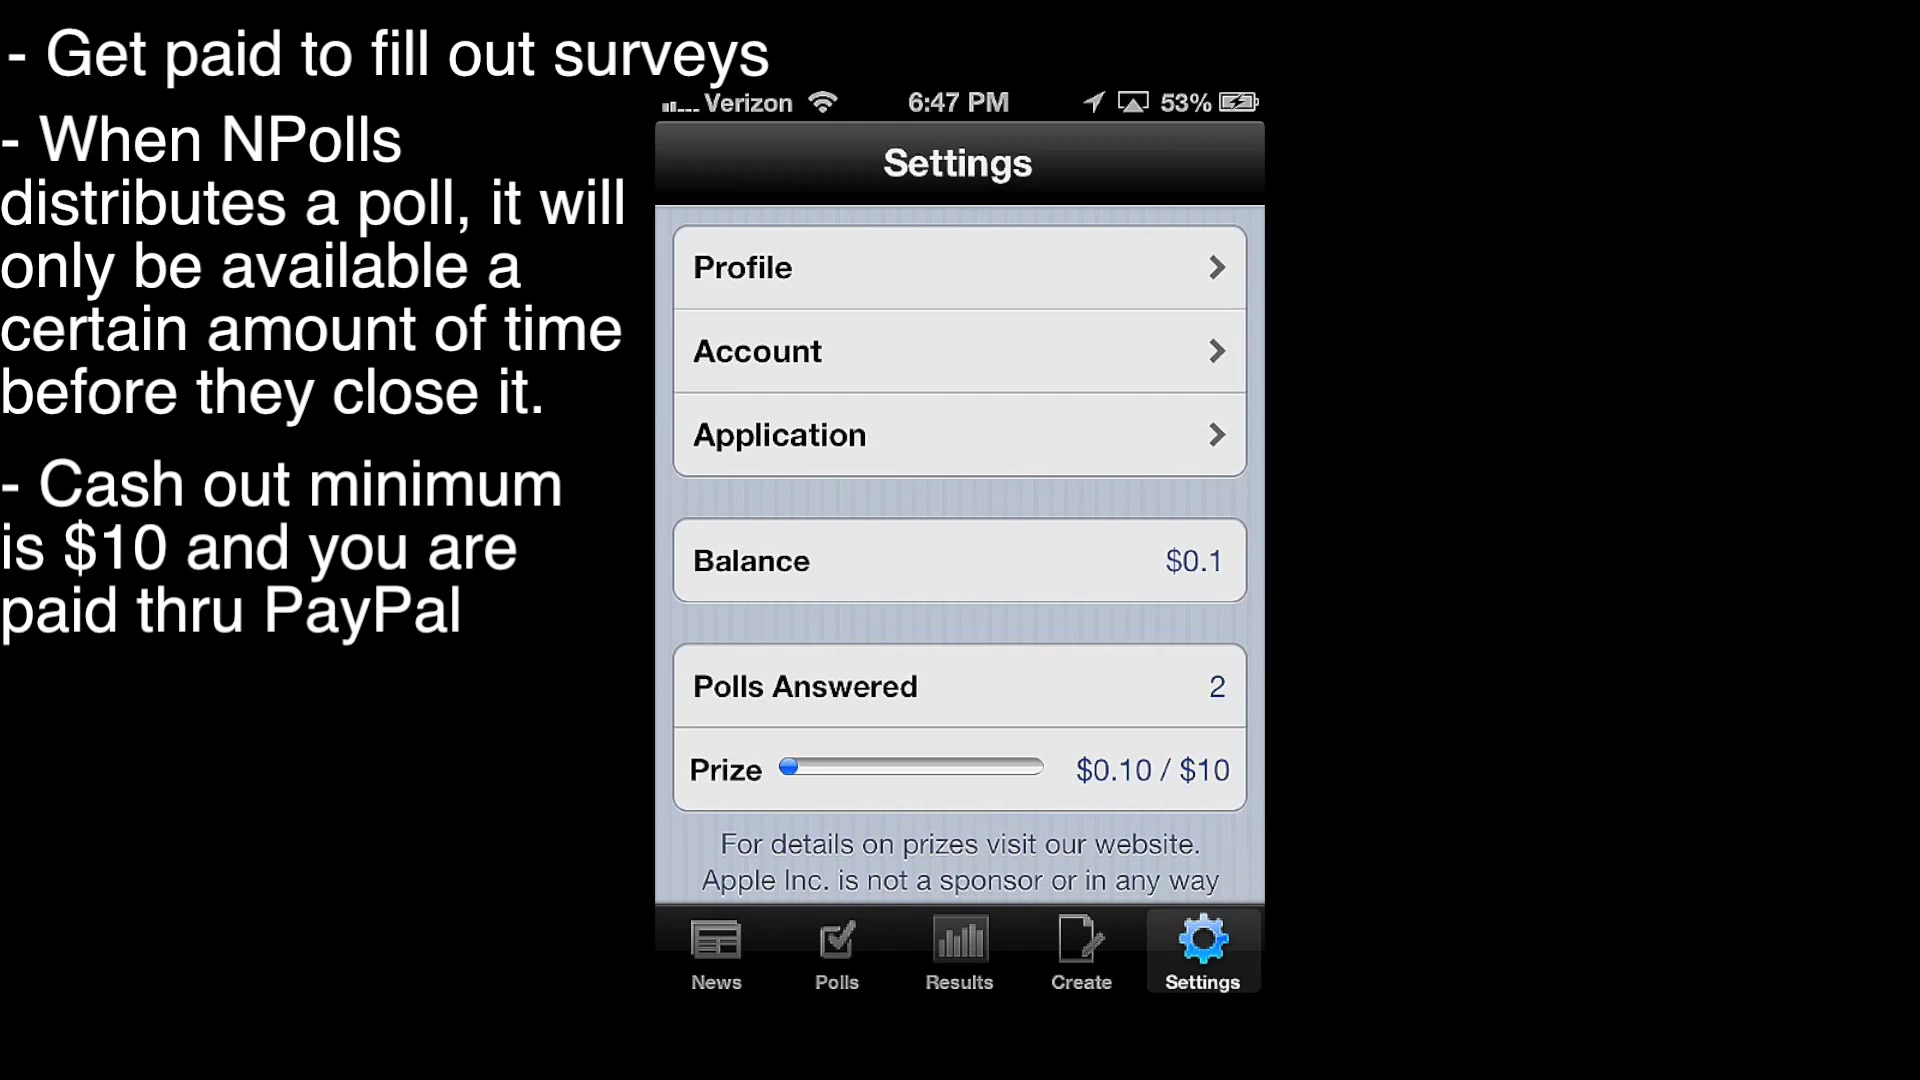 - Get paid to fill out surveys
- When NPolls
distributes a poll, it will
only be available a
certain amount of time
before they close it.
- Cash out minimum
is $10 and you are
paid thru PayPal
Verizon 6:47 PM 53%
Settings
Profile
Account
Application
Balance $0.1
Polls Answered 2
Prize $0.10 / $10
For details on prizes visit our website.
Apple Inc. is not a sponsor or in any way
News Polls Results Create Settings